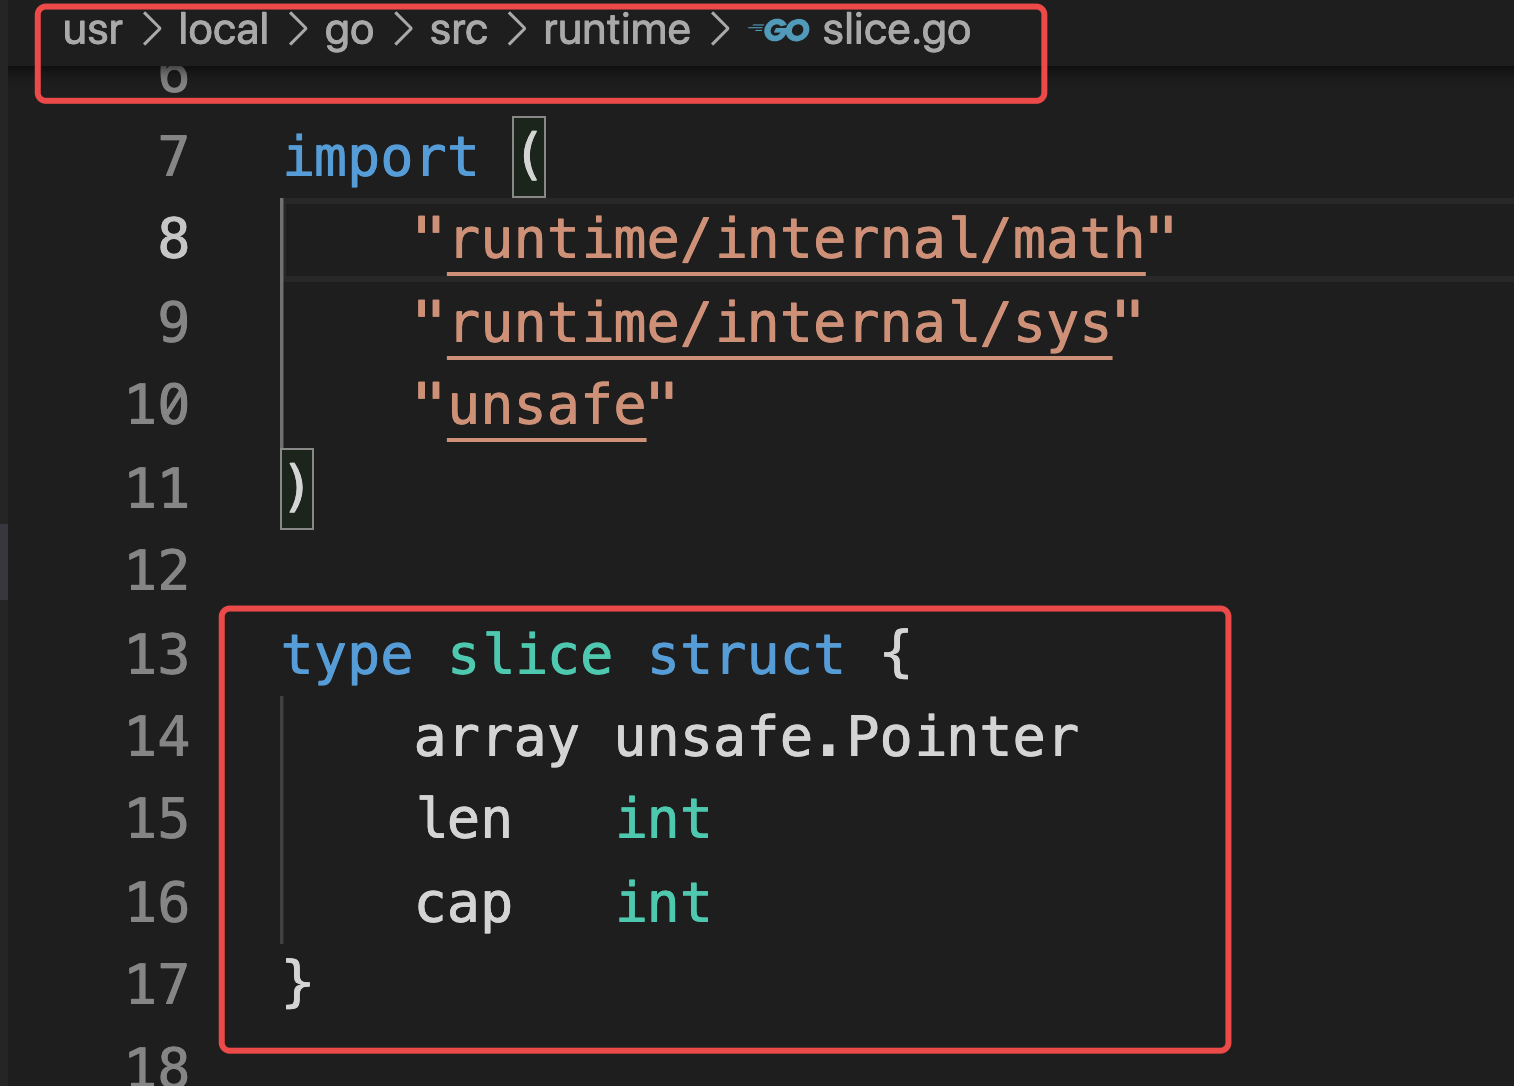 usr > local > go > src > runtime > GO slice.go
6
7 import (
8 "runtime/internal/math"
9 "runtime/internal/sys"
10 "unsafe"
11 )
12
13 type slice struct {
14 array unsafe.Pointer
15 len int
16 cap int
17 }
18